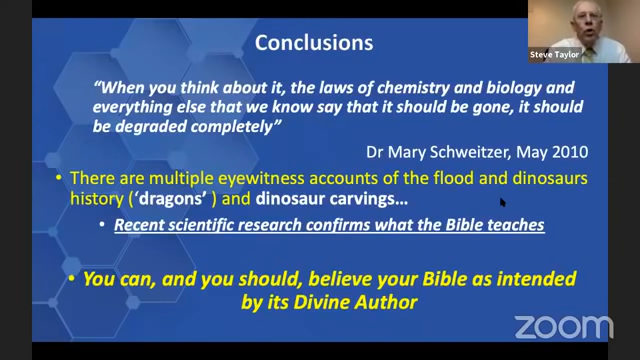 Conclusions
Steve Taylor
“When you think about it, the laws of chemistry and biology and
everything else that we know say that it should be gone, it should
be degraded completely”
Dr Mary Schweitzer, May 2010
• There are multiple eyewitness accounts of the flood and dinosaurs
history (‘dragons’ ) and dinosaur carvings…
• Recent scientific research confirms what the Bible teaches
• You can, and you should, believe your Bible as intended
by its Divine Author
zoom